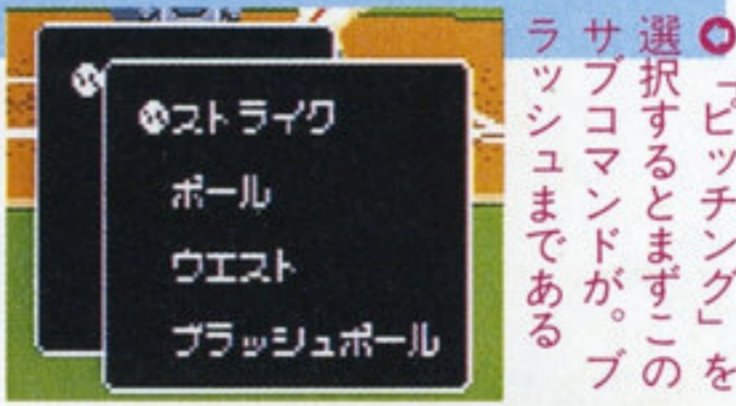 「ピッチング」を
選択するとまずこの
サブコマンドが。ブ
ラッシュまである
ストライク
ボール
ウエスト
ブラッシュボール